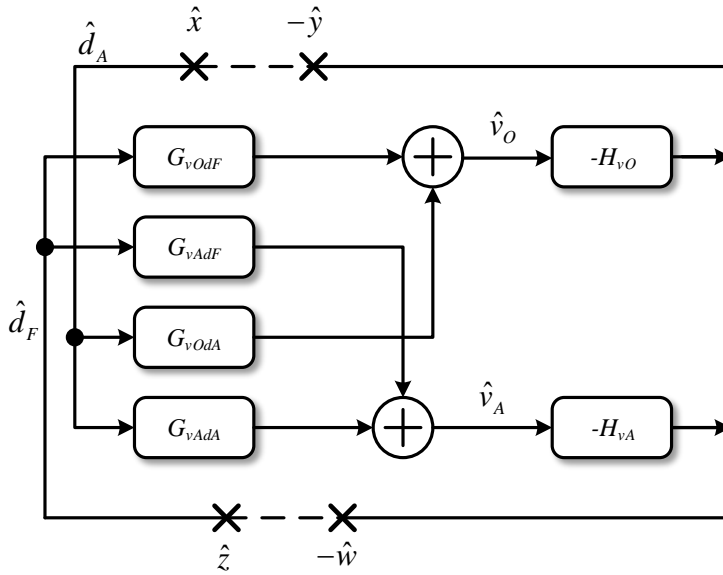 x̂
−ŷ
d̂_A
G_vOdF
v̂_O
-H_vO
G_vAdF
d̂_F
G_vOdA
G_vAdA
v̂_A
-H_vA
ẑ
−ŵ